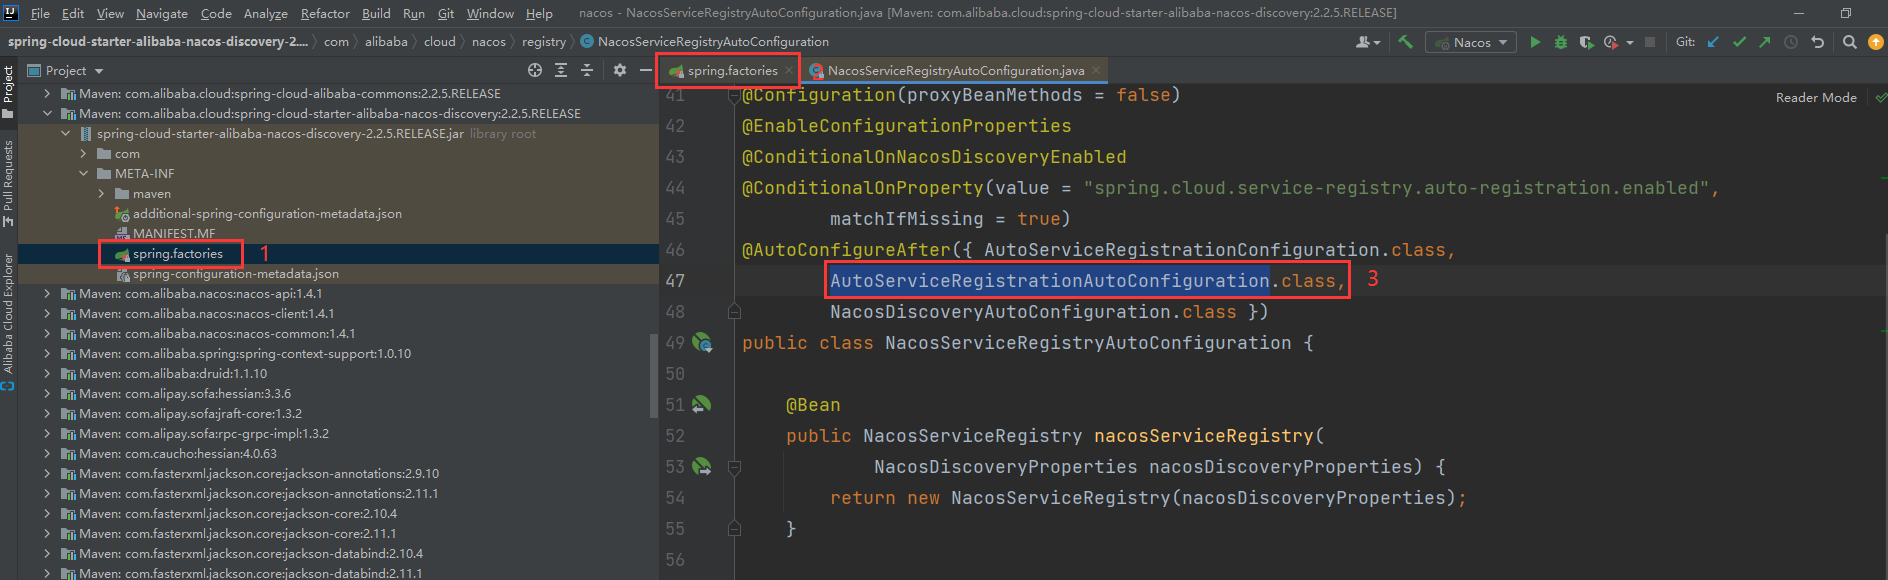 File Edit View Navigate Code Analyze Refactor Build Run Git Window Help nacos - NacosServiceRegistryAutoConfiguration.java [Maven: com.alibaba.cloud:spring-cloud-starter-alibaba-nacos-discovery:2.2.5.RELEASE]
spring-cloud-starter-alibaba-nacos-discovery-2.... com alibaba cloud nacos registry NacosServiceRegistryAutoConfiguration Nacos Git:
Project
Pull Requests
Alibaba Cloud Explorer
Project
Maven: com.alibaba.cloud:spring-cloud-alibaba-commons:2.2.5.RELEASE
Maven: com.alibaba.cloud:spring-cloud-starter-alibaba-nacos-discovery:2.2.5.RELEASE
spring-cloud-starter-alibaba-nacos-discovery-2.2.5.RELEASE.jar library root
com
META-INF
maven
additional-spring-configuration-metadata.json
MANIFEST.MF
spring.factories 1
spring-configuration-metadata.json
Maven: com.alibaba.nacos:nacos-api:1.4.1
Maven: com.alibaba.nacos:nacos-client:1.4.1
Maven: com.alibaba.nacos:nacos-common:1.4.1
Maven: com.alibaba.spring:spring-context-support:1.0.10
Maven: com.alibaba:druid:1.1.10
Maven: com.alipay.sofa:hessian:3.3.6
Maven: com.alipay.sofa:jraft-core:1.3.2
Maven: com.alipay.sofa:rpc-grpc-impl:1.3.2
Maven: com.caucho:hessian:4.0.63
Maven: com.fasterxml.jackson.core:jackson-annotations:2.9.10
Maven: com.fasterxml.jackson.core:jackson-annotations:2.11.1
Maven: com.fasterxml.jackson.core:jackson-core:2.10.4
Maven: com.fasterxml.jackson.core:jackson-core:2.11.1
Maven: com.fasterxml.jackson.core:jackson-databind:2.10.4
Maven: com.fasterxml.jackson.core:jackson-databind:2.11.1
spring.factories NacosServiceRegistryAutoConfiguration.java
Reader Mode
41 @Configuration(proxyBeanMethods = false)
42 @EnableConfigurationProperties
43 @ConditionalOnNacosDiscoveryEnabled
44 @ConditionalOnProperty(value = "spring.cloud.service-registry.auto-registration.enabled",
45 matchIfMissing = true)
46 @AutoConfigureAfter({ AutoServiceRegistrationConfiguration.class,
47 AutoServiceRegistrationAutoConfiguration.class, 3
48 NacosDiscoveryAutoConfiguration.class })
49 public class NacosServiceRegistryAutoConfiguration {
50
51 @Bean
52 public NacosServiceRegistry nacosServiceRegistry(
53 NacosDiscoveryProperties nacosDiscoveryProperties) {
54 return new NacosServiceRegistry(nacosDiscoveryProperties);
55 }
56